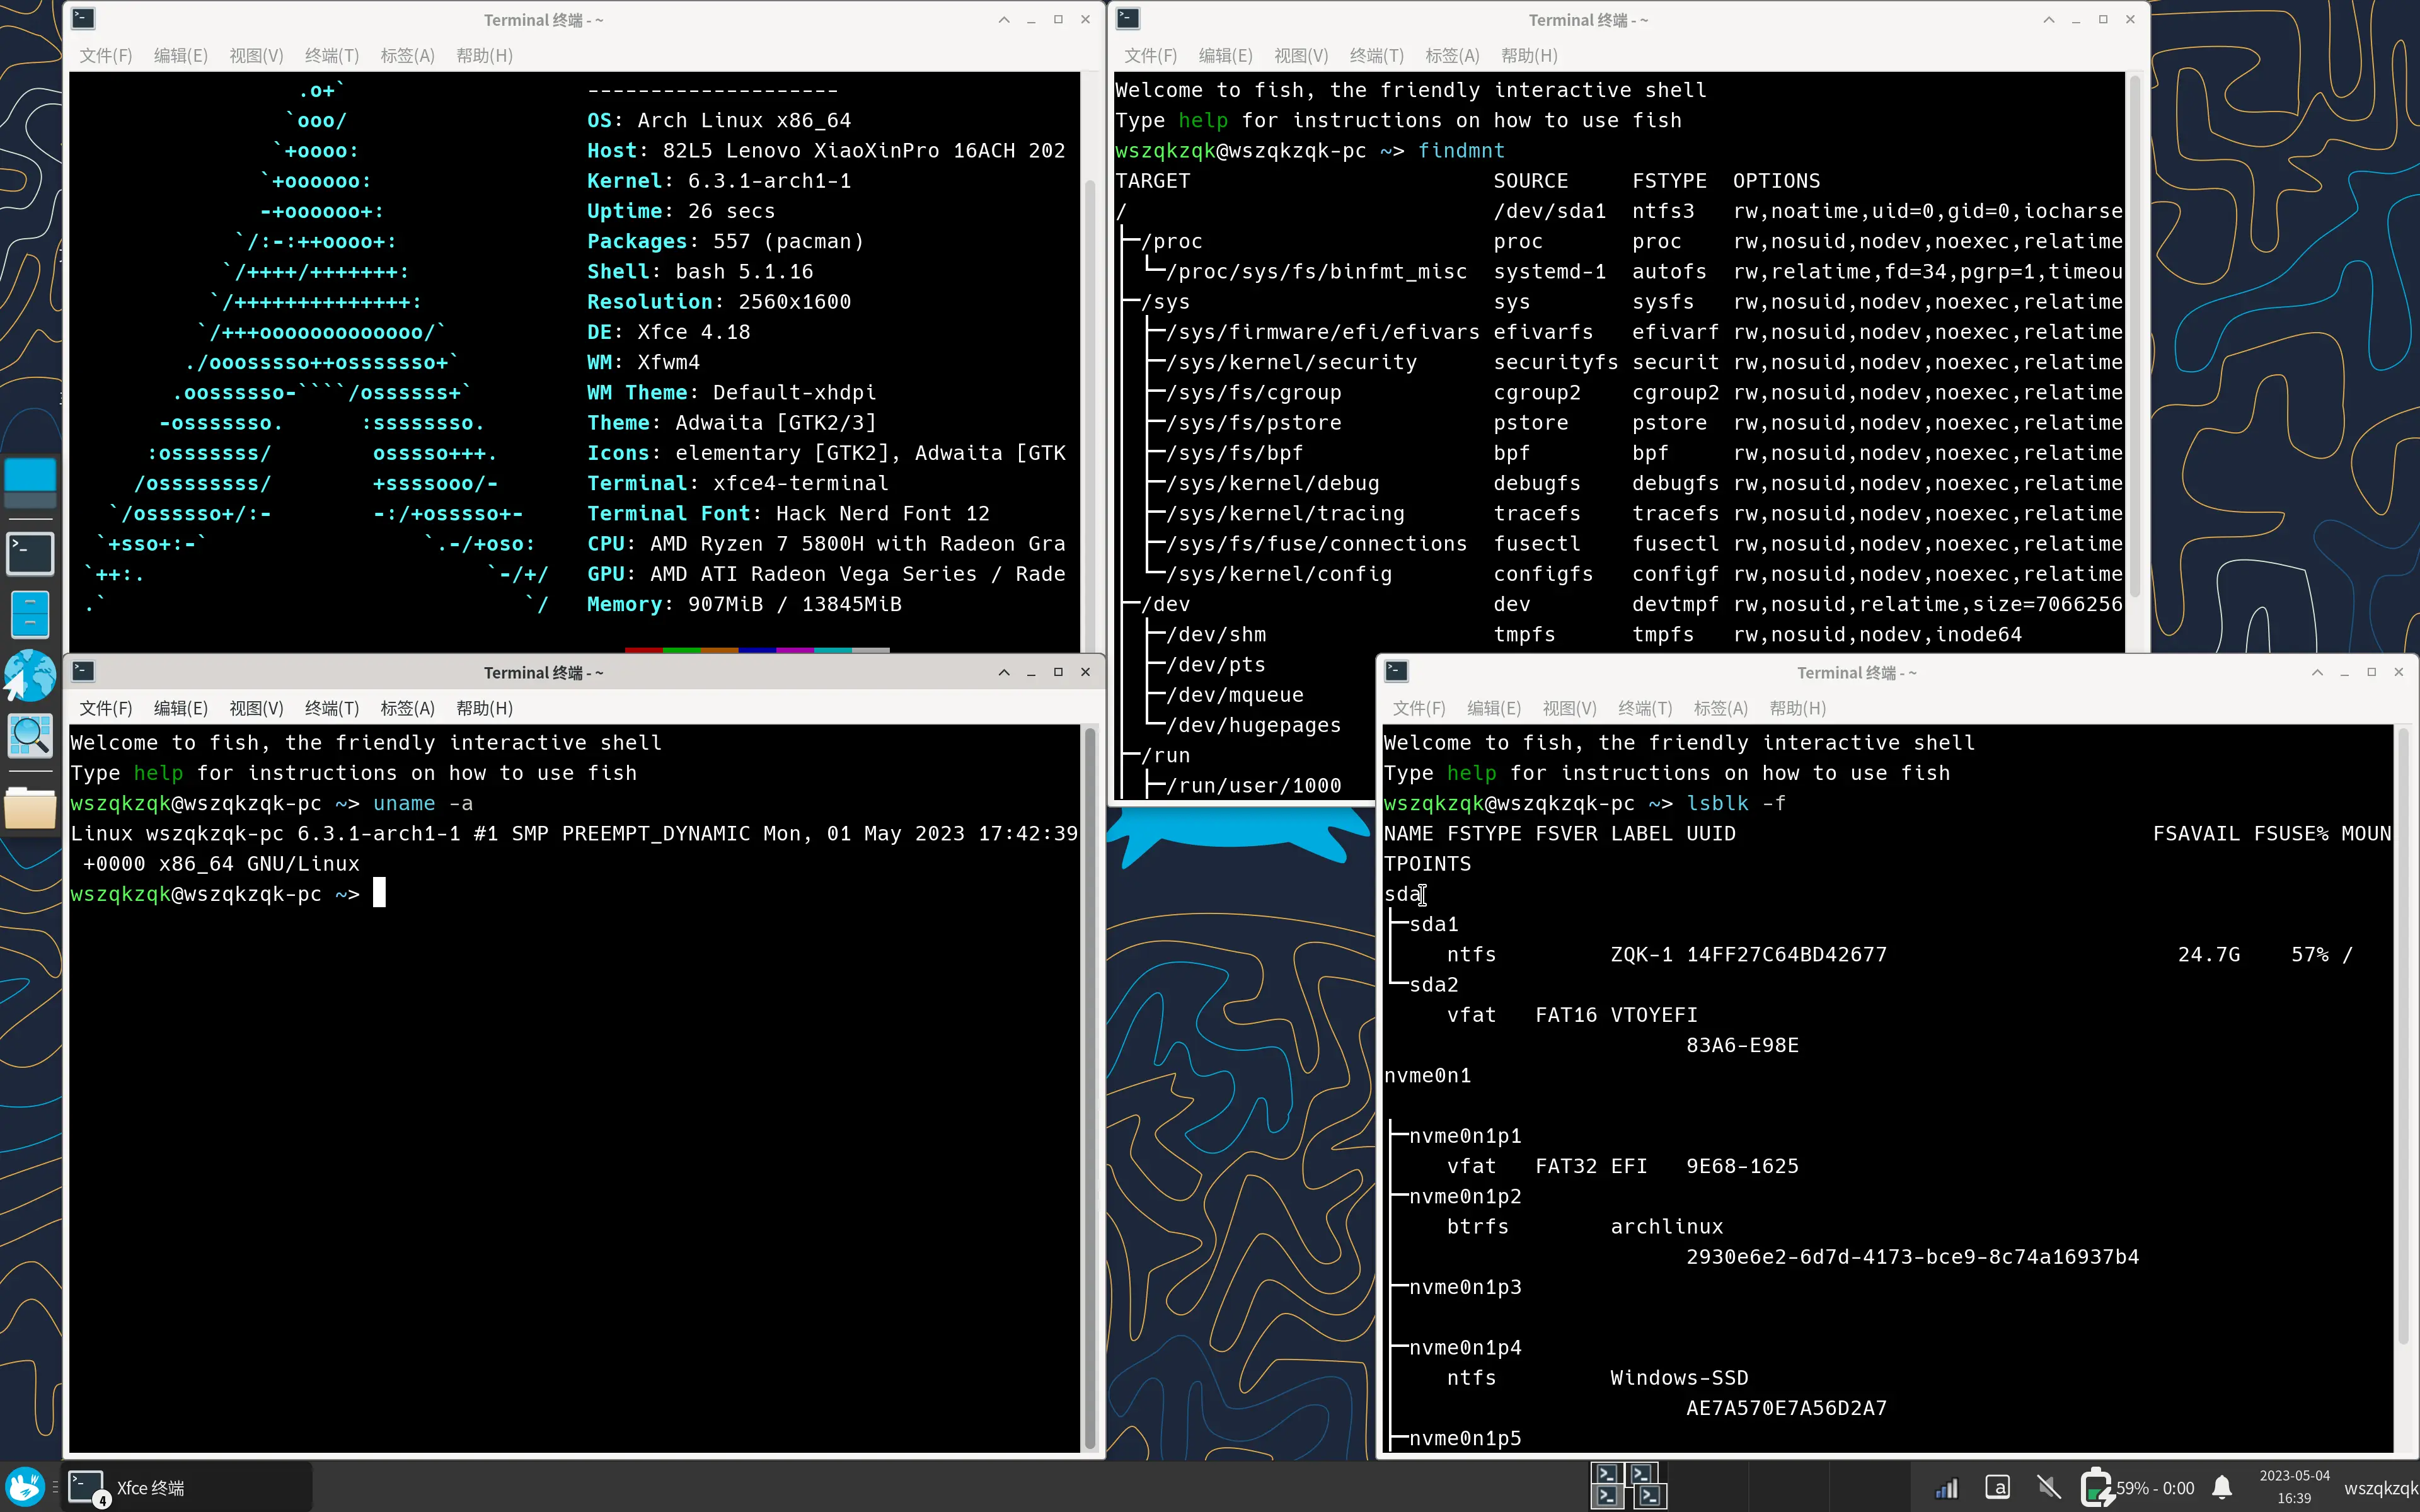 Terminal 终端 - ~
文件(F) 编辑(E) 视图(V) 终端(T) 标签(A) 帮助(H)
.o+` --------------------
`ooo/ OS: Arch Linux x86_64
`+oooo: Host: 82L5 Lenovo XiaoXinPro 16ACH 202
`+oooooo: Kernel: 6.3.1-arch1-1
-+oooooo+: Uptime: 26 secs
`/:-:++oooo+: Packages: 557 (pacman)
`/++++/+++++++: Shell: bash 5.1.16
`/++++++++++++++: Resolution: 2560x1600
`/+++ooooooooooooo/` DE: Xfce 4.18
./ooosssso++osssssso+` WM: Xfwm4
.oossssso-````/ossssss+` WM Theme: Default-xhdpi
-osssssso. :ssssssso. Theme: Adwaita [GTK2/3]
:osssssss/ osssso+++. Icons: elementary [GTK2], Adwaita [GTK
/ossssssss/ +ssssooo/- Terminal: xfce4-terminal
`/ossssso+/:- -:/+osssso+- Terminal Font: Hack Nerd Font 12
`+sso+:-` `.-/+oso: CPU: AMD Ryzen 7 5800H with Radeon Gra
`++:. `-/+/ GPU: AMD ATI Radeon Vega Series / Rade
.` `/ Memory: 907MiB / 13845MiB
Terminal 终端 - ~
文件(F) 编辑(E) 视图(V) 终端(T) 标签(A) 帮助(H)
Welcome to fish, the friendly interactive shell
Type help for instructions on how to use fish
wszqkzqk@wszqkzqk-pc ~> findmnt
TARGET SOURCE FSTYPE OPTIONS
/ /dev/sda1 ntfs3 rw,noatime,uid=0,gid=0,iocharse
├─/proc proc proc rw,nosuid,nodev,noexec,relatime
│ └─/proc/sys/fs/binfmt_misc systemd-1 autofs rw,relatime,fd=34,pgrp=1,timeou
├─/sys sys sysfs rw,nosuid,nodev,noexec,relatime
│ ├─/sys/firmware/efi/efivars efivarfs efivarf rw,nosuid,nodev,noexec,relatime
│ ├─/sys/kernel/security securityfs securit rw,nosuid,nodev,noexec,relatime
│ ├─/sys/fs/cgroup cgroup2 cgroup2 rw,nosuid,nodev,noexec,relatime
│ ├─/sys/fs/pstore pstore pstore rw,nosuid,nodev,noexec,relatime
│ ├─/sys/fs/bpf bpf bpf rw,nosuid,nodev,noexec,relatime
│ ├─/sys/kernel/debug debugfs debugfs rw,nosuid,nodev,noexec,relatime
│ ├─/sys/kernel/tracing tracefs tracefs rw,nosuid,nodev,noexec,relatime
│ ├─/sys/fs/fuse/connections fusectl fusectl rw,nosuid,nodev,noexec,relatime
│ └─/sys/kernel/config configfs configf rw,nosuid,nodev,noexec,relatime
├─/dev dev devtmpf rw,nosuid,relatime,size=7066256
│ ├─/dev/shm tmpfs tmpfs rw,nosuid,nodev,inode64
│ ├─/dev/pts
│ ├─/dev/mqueue
│ └─/dev/hugepages
├─/run
│ ├─/run/user/1000
Terminal 终端 - ~
文件(F) 编辑(E) 视图(V) 终端(T) 标签(A) 帮助(H)
Welcome to fish, the friendly interactive shell
Type help for instructions on how to use fish
wszqkzqk@wszqkzqk-pc ~> uname -a
Linux wszqkzqk-pc 6.3.1-arch1-1 #1 SMP PREEMPT_DYNAMIC Mon, 01 May 2023 17:42:39
+0000 x86_64 GNU/Linux
wszqkzqk@wszqkzqk-pc ~>
Terminal 终端 - ~
文件(F) 编辑(E) 视图(V) 终端(T) 标签(A) 帮助(H)
Welcome to fish, the friendly interactive shell
Type help for instructions on how to use fish
wszqkzqk@wszqkzqk-pc ~> lsblk -f
NAME FSTYPE FSVER LABEL UUID FSAVAIL FSUSE% MOUN
TPOINTS
sda
├─sda1
│ ntfs ZQK-1 14FF27C64BD42677 24.7G 57% /
└─sda2
vfat FAT16 VTOYEFI
83A6-E98E
nvme0n1
├─nvme0n1p1
│ vfat FAT32 EFI 9E68-1625
├─nvme0n1p2
│ btrfs archlinux
│ 2930e6e2-6d7d-4173-bce9-8c74a16937b4
├─nvme0n1p3
├─nvme0n1p4
│ ntfs Windows-SSD
│ AE7A570E7A56D2A7
├─nvme0n1p5
4 Xfce 终端
a
59% - 0:00
2023-05-04
16:39
wszqkzqk